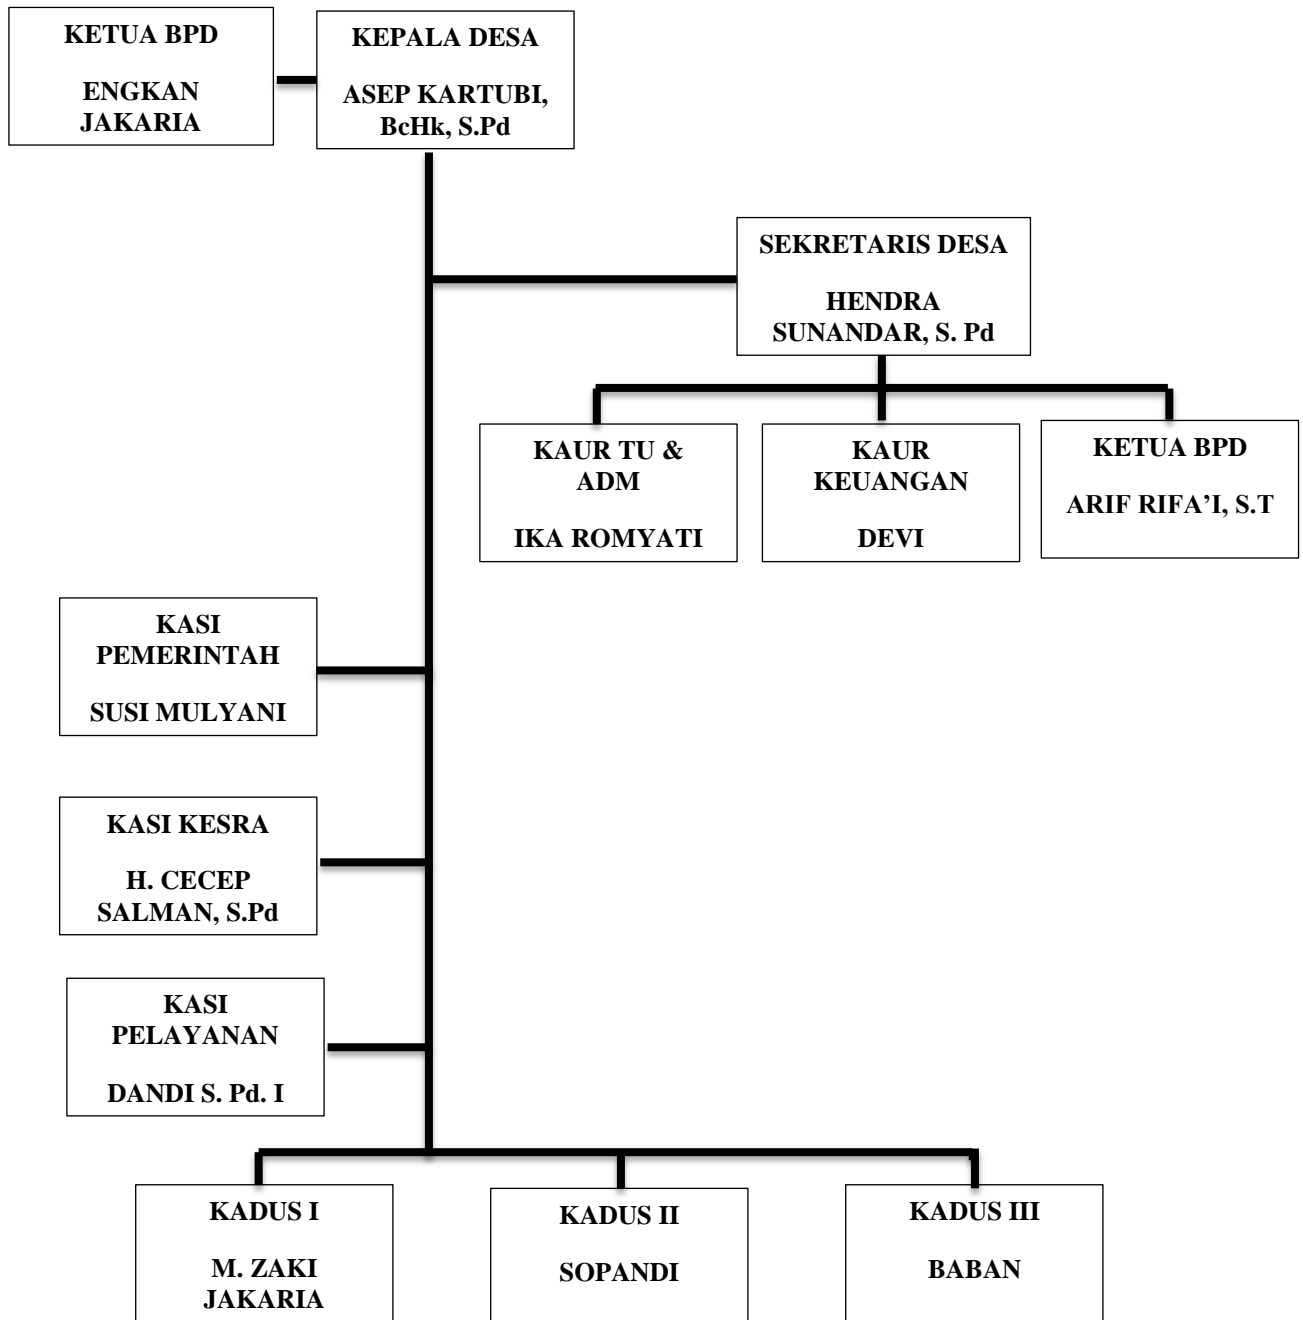 KETUA BPD
ENGKAN
JAKARIA
KEPALA DESA
ASEP KARTUBI,
BcHk, S.Pd
SEKRETARIS DESA
HENDRA
SUNANDAR, S. Pd
KAUR TU &
ADM
IKA ROMYATI
KAUR
KEUANGAN
DEVI
KETUA BPD
ARIF RIFA’I, S.T
KASI
PEMERINTAH
SUSI MULYANI
KASI KESRA
H. CECEP
SALMAN, S.Pd
KASI
PELAYANAN
DANDI S. Pd. I
KADUS I
M. ZAKI
JAKARIA
KADUS II
SOPANDI
KADUS III
BABAN